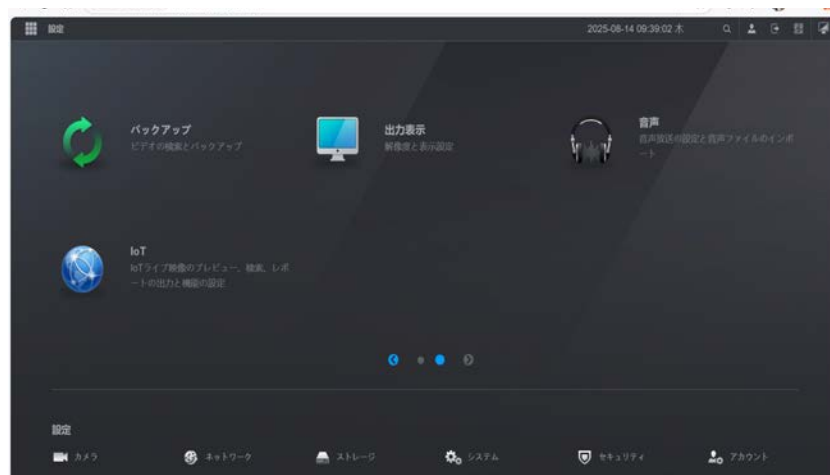 設定
2025-08-14 09:39:02 木
バックアップ
ビデオの検索とバックアップ
出力表示
解像度と表示設定
音声
音声放送の設定と音声ファイルのインポ
ート
IoT
IoTライブ映像のプレビュー、検索、レポ
ートの出力と機能の設定
設定
カメラ
ネットワーク
ストレージ
システム
セキュリティ
アカウント